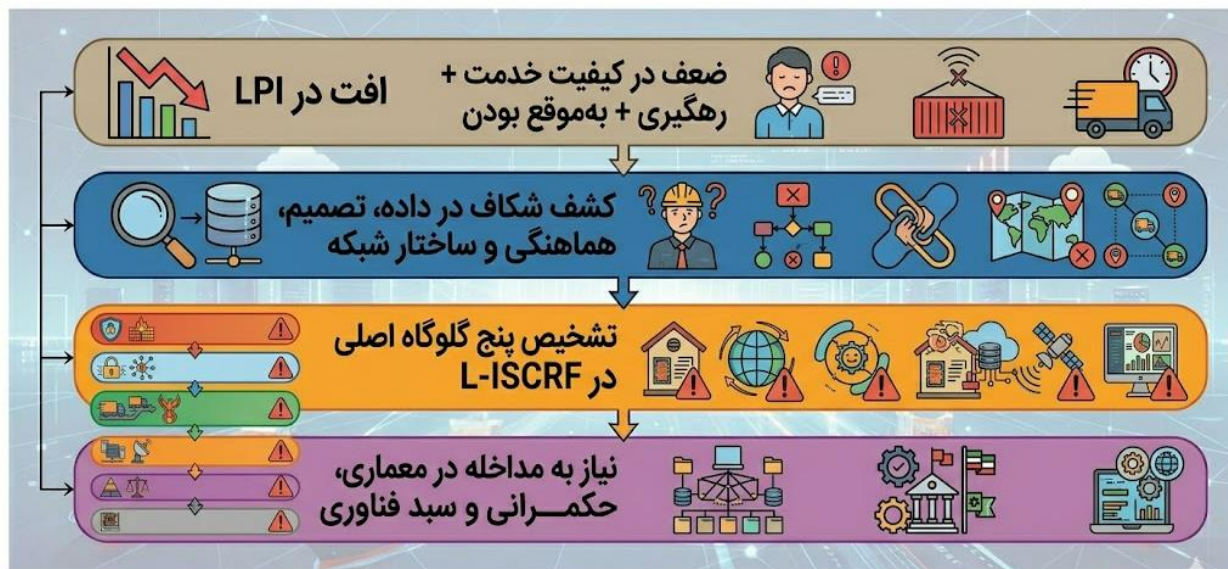 افت در LPI
ضعف در کیفیت خدمت +
رهگیری + به‌موقع بودن
کشف شکاف در داده، تصمیم،
هماهنگی و ساختار شبکه
تشخیص پنج گلوگاه اصلی
در L-ISCRF
نیاز به مداخله در معماری،
حکمــرانی و سبد فناوری